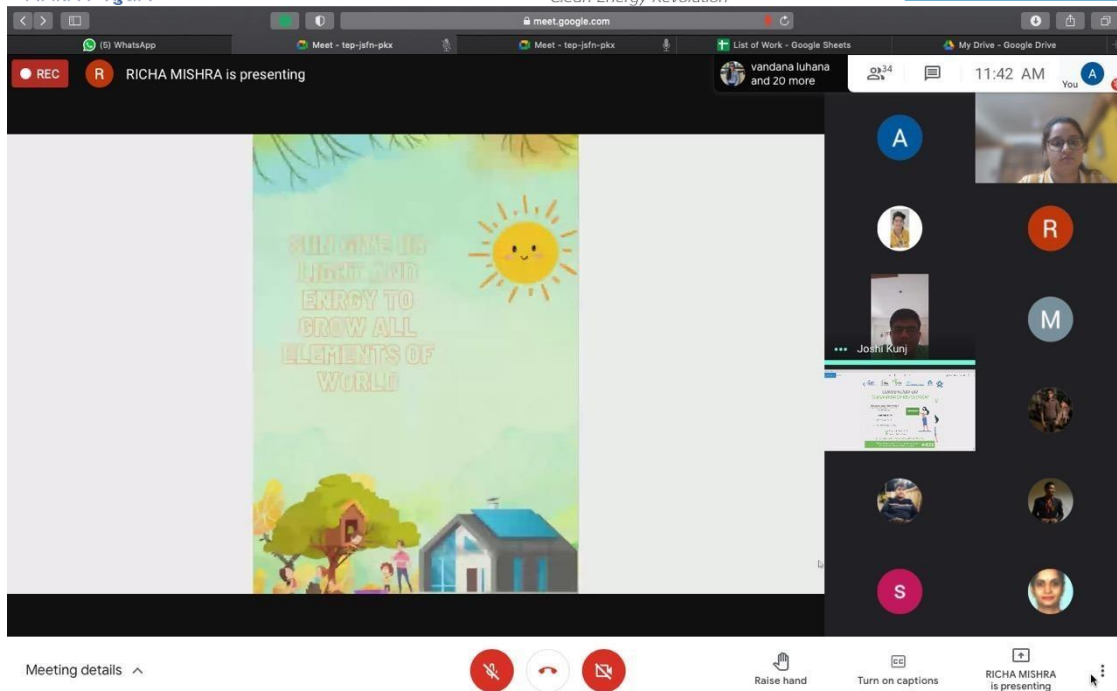 Clean Energy Revolution
meet.google.com
(5) WhatsApp
Meet - tep-jsfn-pkx
Meet - tep-jsfn-pkx
List of Work - Google Sheets
My Drive - Google Drive
REC
R
RICHA MISHRA is presenting
vandana luhana
and 20 more
34
11:42 AM
You
A
A
SUN GIVE US
LIGHT AND
ENRGY TO
GROW ALL
ELEMENTS OF
WORLD
R
Joshi Kunj
M
S
Meeting details
Raise hand
Turn on captions
RICHA MISHRA
is presenting